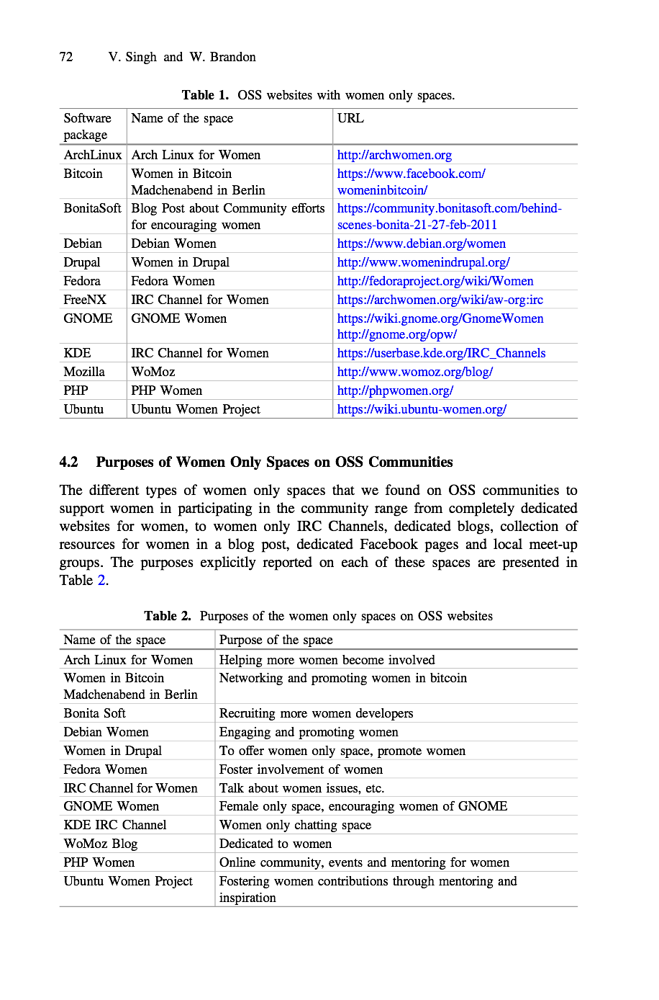 72 V. Singh and W. Brandon
Table 1. OSS websites with women only spaces.
Software Name of the space URL
package
ArchLinux Arch Linux for Women http://archwomen.org
Bitcoin Women in Bitcoin https://www.facebook.com/
Madchenabend in Berlin womeninbitcoin/
BonitaSoft Blog Post about Community efforts https://community.bonitasoft.com/behind-
for encouraging women scenes-bonita-21-27-feb-2011
Debian Debian Women https://www.debian.org/women
Drupal Women in Drupal http://www.womenindrupal.org/
Fedora Fedora Women http://fedoraproject.org/wiki/Women
FreeNX IRC Channel for Women https://archwomen.org/wiki/aw-org:irc
GNOME GNOME Women https://wiki.gnome.org/GnomeWomen
http://gnome.org/opw/
KDE IRC Channel for Women https://userbase.kde.org/IRC_Channels
Mozilla WoMoz http://www.womoz.org/blog/
PHP PHP Women http://phpwomen.org/
Ubuntu Ubuntu Women Project https://wiki.ubuntu-women.org/
4.2 Purposes of Women Only Spaces on OSS Communities
The different types of women only spaces that we found on OSS communities to
support women in participating in the community range from completely dedicated
websites for women, to women only IRC Channels, dedicated blogs, collection of
resources for women in a blog post, dedicated Facebook pages and local meet-up
groups. The purposes explicitly reported on each of these spaces are presented in
Table 2.
Table 2. Purposes of the women only spaces on OSS websites
Name of the space Purpose of the space
Arch Linux for Women Helping more women become involved
Women in Bitcoin Networking and promoting women in bitcoin
Madchenabend in Berlin
Bonita Soft Recruiting more women developers
Debian Women Engaging and promoting women
Women in Drupal To offer women only space, promote women
Fedora Women Foster involvement of women
IRC Channel for Women Talk about women issues, etc.
GNOME Women Female only space, encouraging women of GNOME
KDE IRC Channel Women only chatting space
WoMoz Blog Dedicated to women
PHP Women Online community, events and mentoring for women
Ubuntu Women Project Fostering women contributions through mentoring and
inspiration